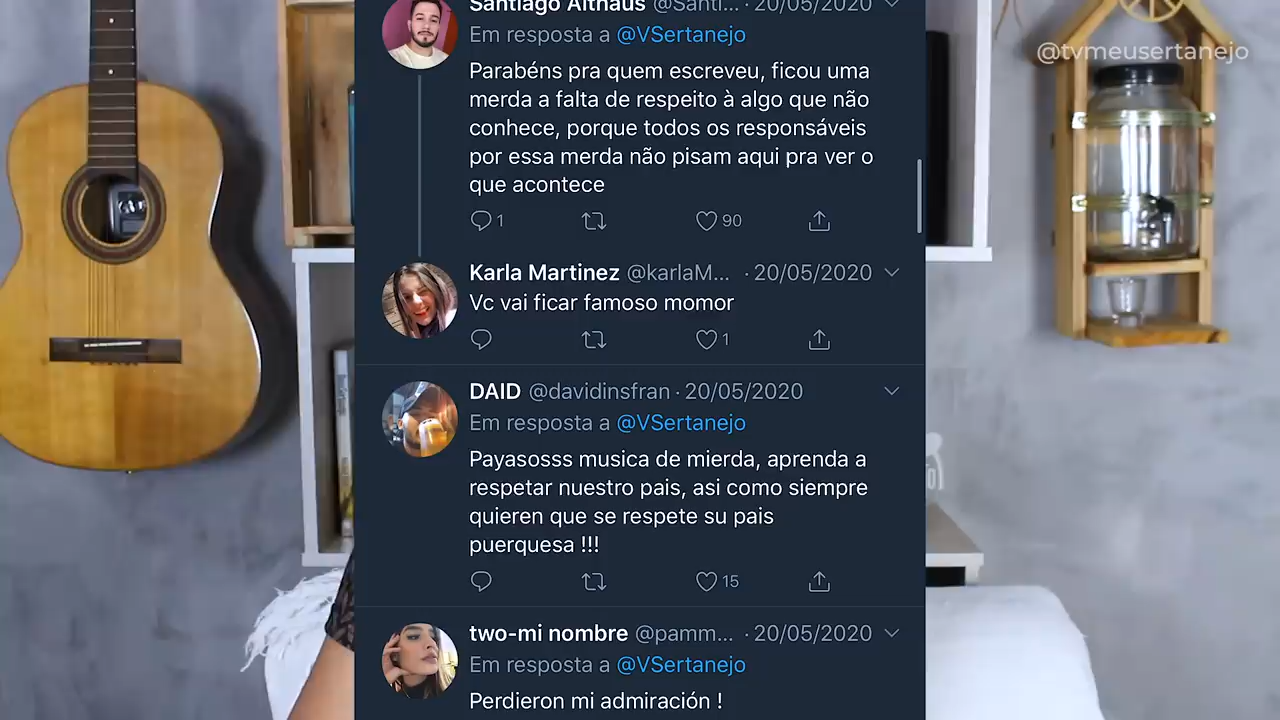 Santiago Althaus @Santi... · 20/05/2020
@tvmeusertanejo
Em resposta a @VSertanejo
Parabéns pra quem escreveu, ficou uma
merda a falta de respeito à algo que não
conhece, porque todos os responsáveis
por essa merda não pisam aqui pra ver o
que acontece
1 90
Karla Martinez @karlaM... · 20/05/2020
Vc vai ficar famoso momor
1
DAID @davidinsfran · 20/05/2020
Em resposta a @VSertanejo
Payasosss musica de mierda, aprenda a
respetar nuestro pais, asi como siempre
quieren que se respete su pais
puerquesa !!!
15
two-mi nombre @pamm... · 20/05/2020
Em resposta a @VSertanejo
Perdieron mi admiración !